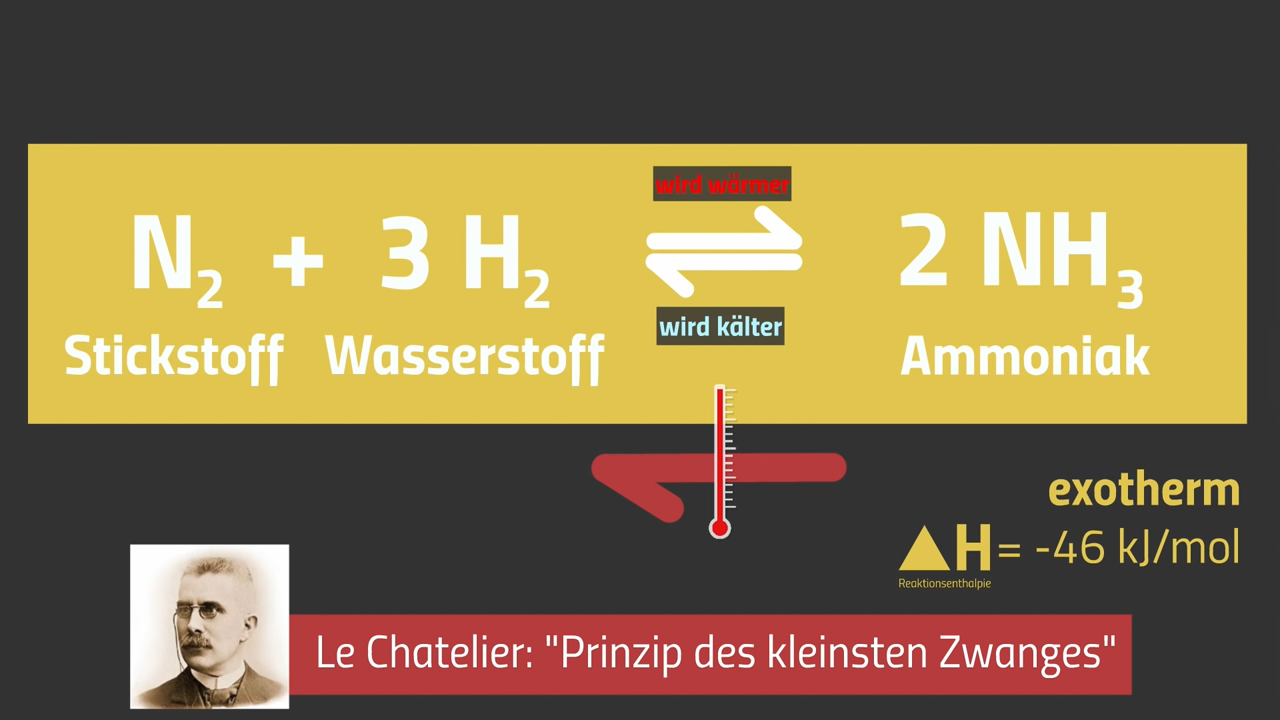 wird wärmer
N₂ + 3 H₂ ⇌ 2 NH₃
wird kälter
Stickstoff Wasserstoff Ammoniak
exotherm
ΔH = -46 kJ/mol
Reaktionsenthalpie
Le Chatelier: "Prinzip des kleinsten Zwanges"